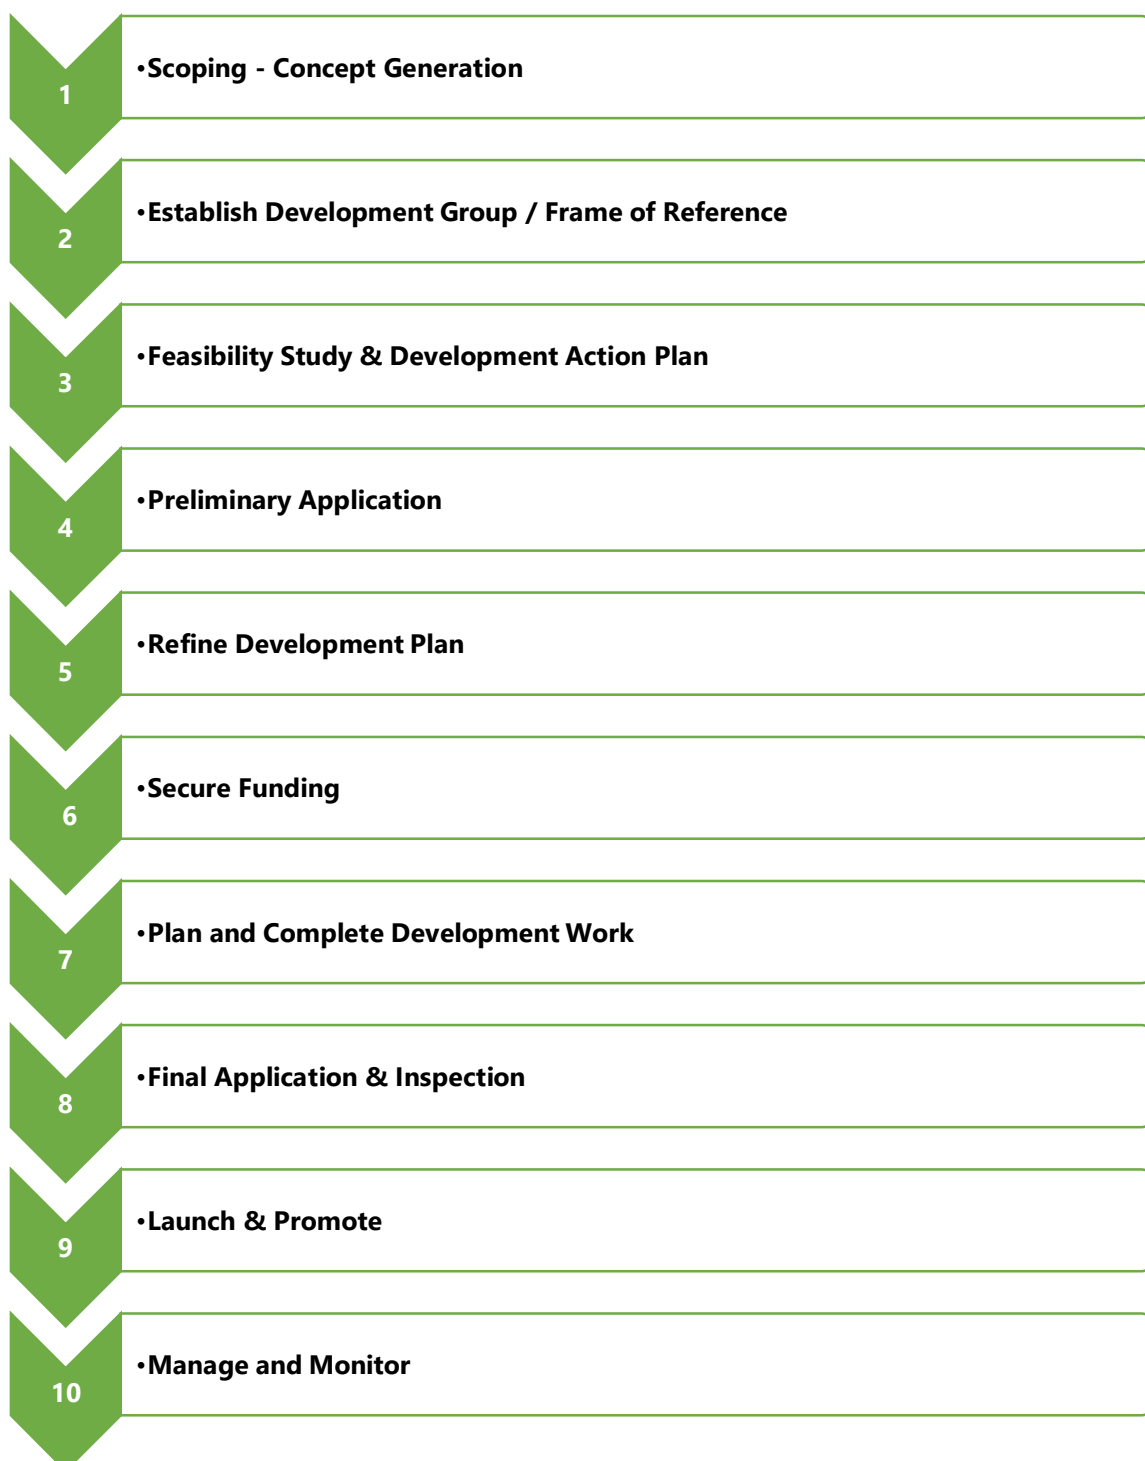 1
•Scoping - Concept Generation
2
•Establish Development Group / Frame of Reference
3
•Feasibility Study & Development Action Plan
4
•Preliminary Application
5
•Refine Development Plan
6
•Secure Funding
7
•Plan and Complete Development Work
8
•Final Application & Inspection
9
•Launch & Promote
10
•Manage and Monitor